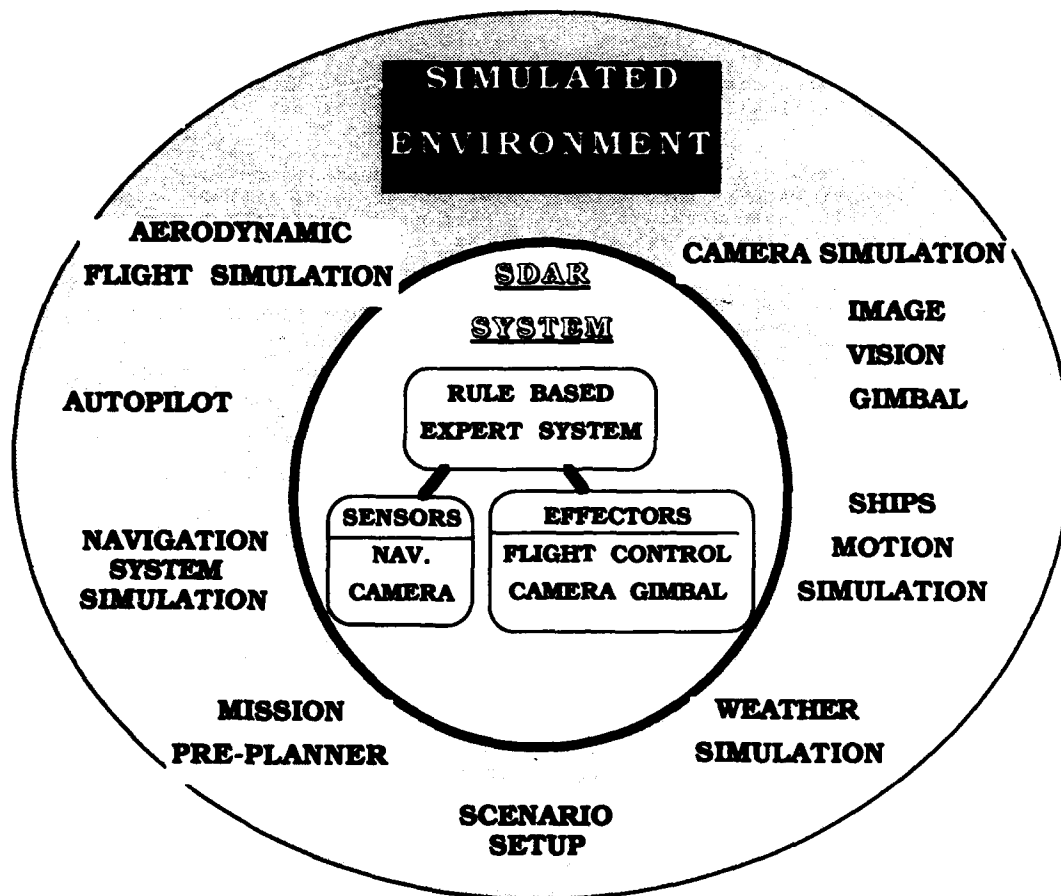 SIMULATED
ENVIRONMENT
AERODYNAMIC
FLIGHT SIMULATION
CAMERA SIMULATION
IMAGE
VISION
GIMBAL
SDAR
SYSTEM
RULE BASED
EXPERT SYSTEM
SENSORS
NAV.
CAMERA
EFFECTORS
FLIGHT CONTROL
CAMERA GIMBAL
AUTOPILOT
NAVIGATION
SYSTEM
SIMULATION
SHIPS
MOTION
SIMULATION
MISSION
PRE-PLANNER
WEATHER
SIMULATION
SCENARIO
SETUP